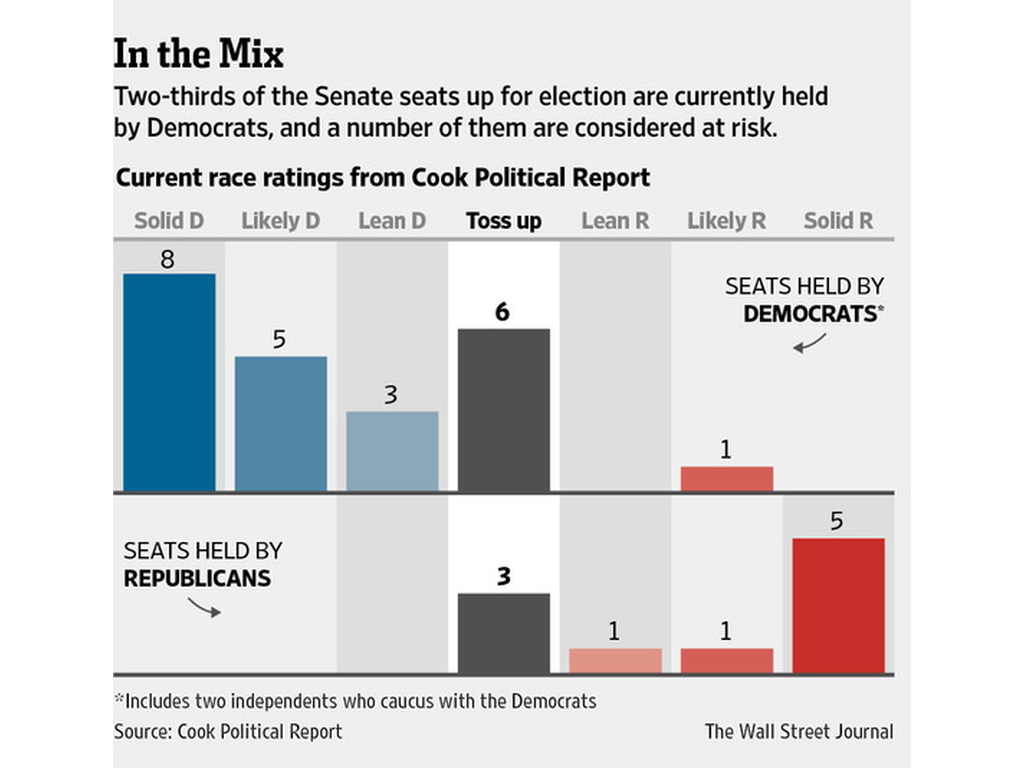 In the Mix
Two-thirds of the Senate seats up for election are currently held
by Democrats, and a number of them are considered at risk.
Current race ratings from Cook Political Report
Solid D Likely D Lean D Toss up Lean R Likely R Solid R
8
5
3
6
1
SEATS HELD BY
DEMOCRATS*
SEATS HELD BY
REPUBLICANS
3
1
1
5
*Includes two independents who caucus with the Democrats
Source: Cook Political Report
The Wall Street Journal